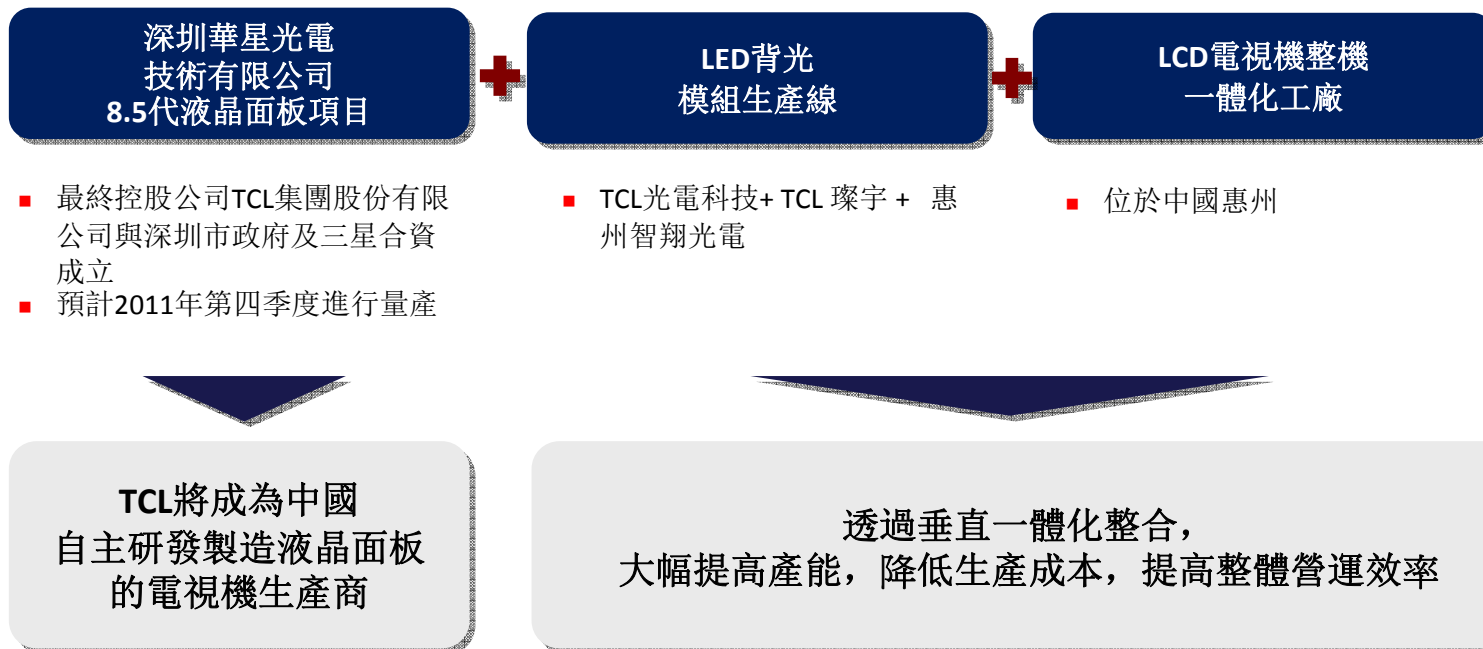 深圳華星光電
技術有限公司
8.5代液晶面板項目
LED背光
模組生產線
LCD電視機整機
一體化工廠
▪ 最終控股公司TCL集團股份有限
公司與深圳市政府及三星合資
成立
▪ 預計2011年第四季度進行量產
▪ TCL光電科技+ TCL 璨宇 + 惠
州智翔光電
▪ 位於中國惠州
TCL將成為中國
自主研發製造液晶面板
的電視機生產商
透過垂直一體化整合，
大幅提高產能，降低生產成本，提高整體營運效率